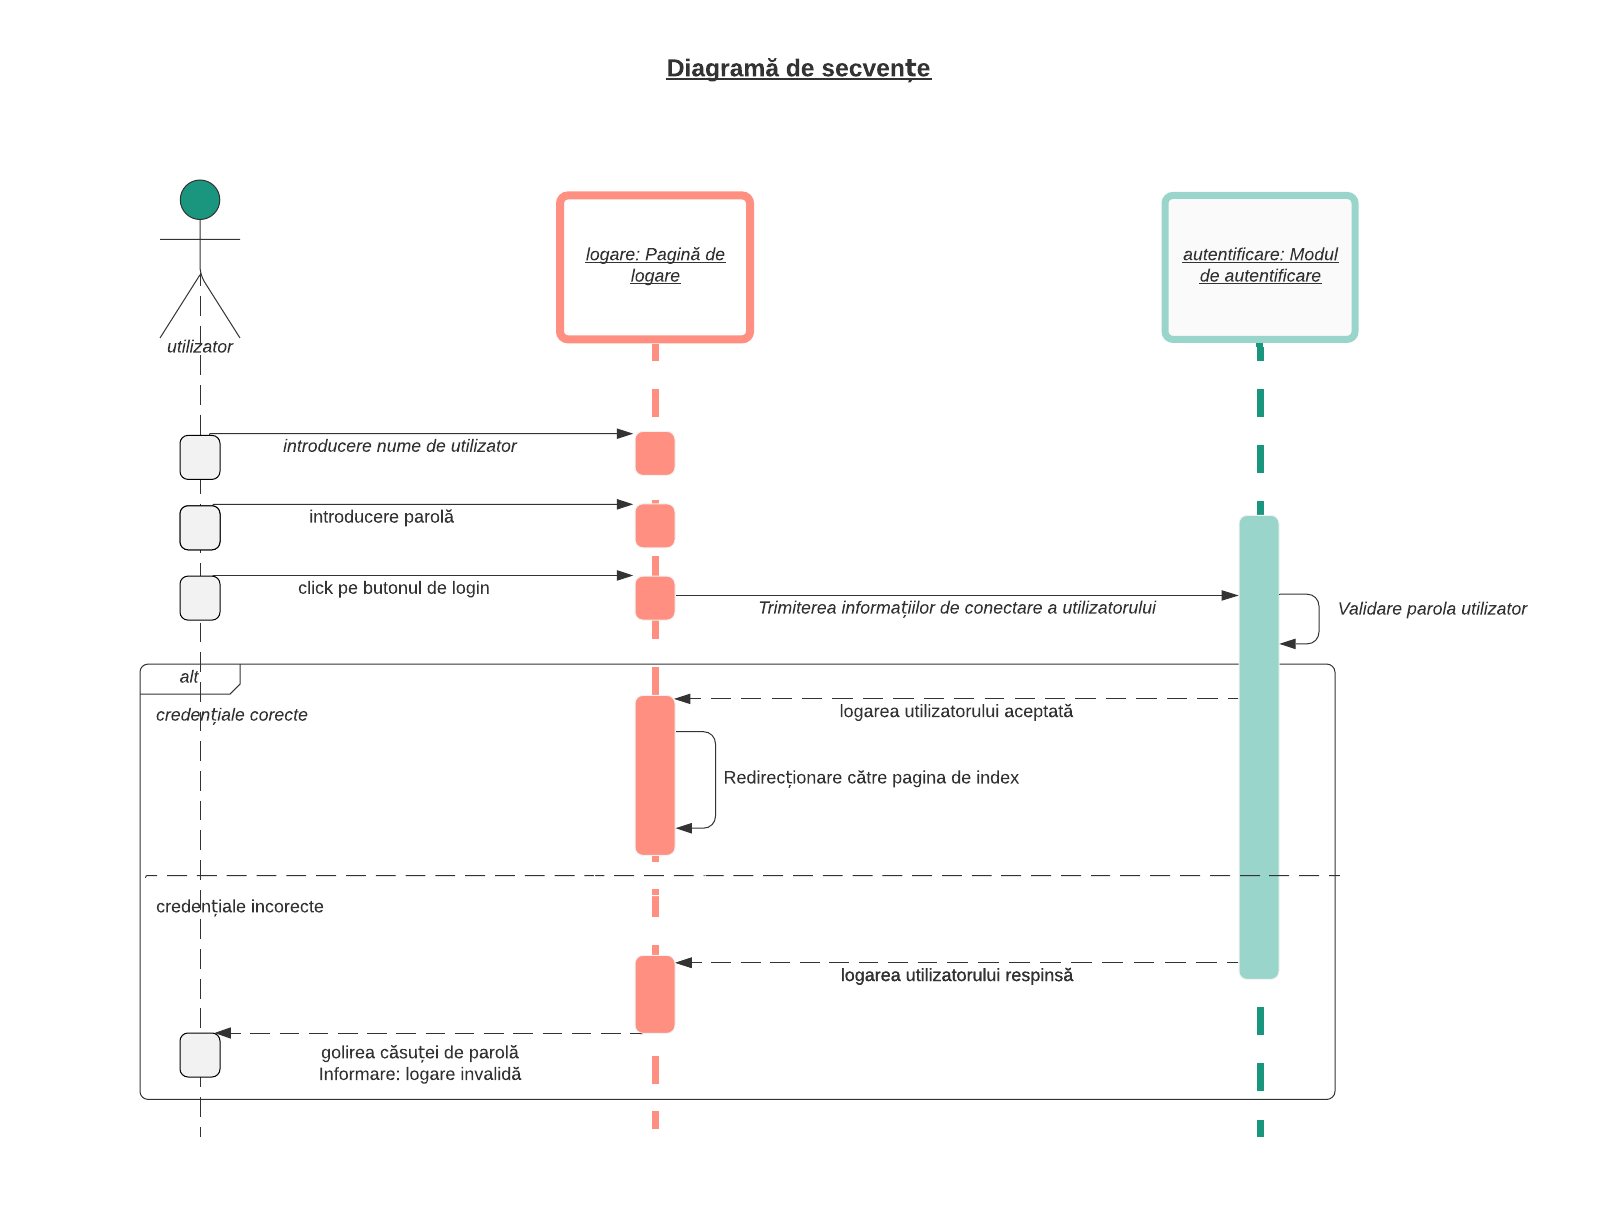 Diagramă de secvențe
utilizator
logare: Pagină de
logare
autentificare: Modul
de autentificare
introducere nume de utilizator
introducere parolă
click pe butonul de login
Trimiterea informațiilor de conectare a utilizatorului
Validare parola utilizator
alt
credențiale corecte
logarea utilizatorului aceptată
Redirecționare către pagina de index
credențiale incorecte
logarea utilizatorului respinsă
golirea căsuței de parolă
Informare: logare invalidă